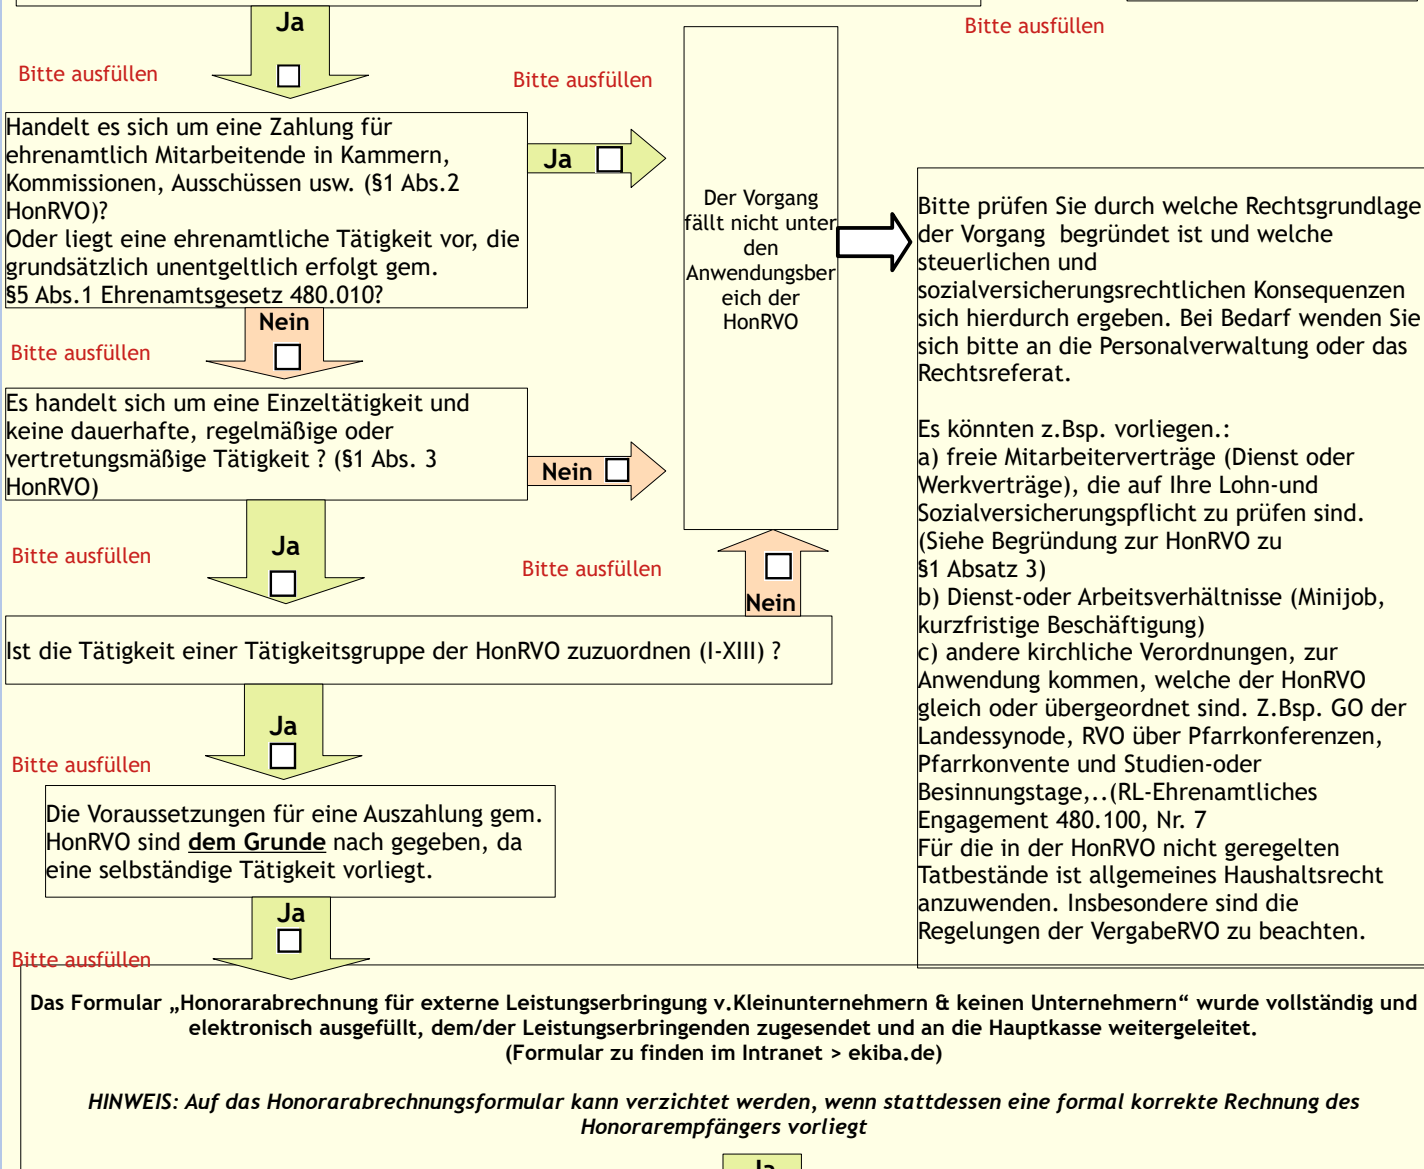 Ja
Bitte ausfüllen
Bitte ausfüllen
Bitte ausfüllen
Handelt es sich um eine Zahlung für
ehrenamtlich Mitarbeitende in Kammern,
Kommissionen, Ausschüssen usw. (§1 Abs.2
HonRVO)?
Oder liegt eine ehrenamtliche Tätigkeit vor, die
grundsätzlich unentgeltlich erfolgt gem.
§5 Abs.1 Ehrenamtsgesetz 480.010?
Ja
Nein
Bitte ausfüllen
Es handelt sich um eine Einzeltätigkeit und
keine dauerhafte, regelmäßige oder
vertretungsmäßige Tätigkeit ? (§1 Abs. 3
HonRVO)
Nein
Ja
Bitte ausfüllen
Bitte ausfüllen
Nein
Der Vorgang
fällt nicht unter
den
Anwendungsber
eich der
HonRVO
Bitte prüfen Sie durch welche Rechtsgrundlage
der Vorgang  begründet ist und welche
steuerlichen und
sozialversicherungsrechtlichen Konsequenzen
sich hierdurch ergeben. Bei Bedarf wenden Sie
sich bitte an die Personalverwaltung oder das
Rechtsreferat.
Es könnten z.Bsp. vorliegen.:
a) freie Mitarbeiterverträge (Dienst oder
Werkverträge), die auf Ihre Lohn-und
Sozialversicherungspflicht zu prüfen sind.
(Siehe Begründung zur HonRVO zu
§1 Absatz 3)
b) Dienst-oder Arbeitsverhältnisse (Minijob,
kurzfristige Beschäftigung)
c) andere kirchliche Verordnungen, zur
Anwendung kommen, welche der HonRVO
gleich oder übergeordnet sind. Z.Bsp. GO der
Landessynode, RVO über Pfarrkonferenzen,
Pfarrkonvente und Studien-oder
Besinnungstage,..(RL-Ehrenamtliches
Engagement 480.100, Nr. 7
Für die in der HonRVO nicht geregelten
Tatbestände ist allgemeines Haushaltsrecht
anzuwenden. Insbesondere sind die
Regelungen der VergabeRVO zu beachten.
Ist die Tätigkeit einer Tätigkeitsgruppe der HonRVO zuzuordnen (I-XIII) ?
Ja
Bitte ausfüllen
Die Voraussetzungen für eine Auszahlung gem.
HonRVO sind dem Grunde nach gegeben, da
eine selbständige Tätigkeit vorliegt.
Ja
Bitte ausfüllen
Das Formular „Honorarabrechnung für externe Leistungserbringung v.Kleinunternehmern & keinen Unternehmern“ wurde vollständig und
elektronisch ausgefüllt, dem/der Leistungserbringenden zugesendet und an die Hauptkasse weitergeleitet.
(Formular zu finden im Intranet > ekiba.de)
HINWEIS: Auf das Honorarabrechnungsformular kann verzichtet werden, wenn stattdessen eine formal korrekte Rechnung des
Honorarempfängers vorliegt
Ja